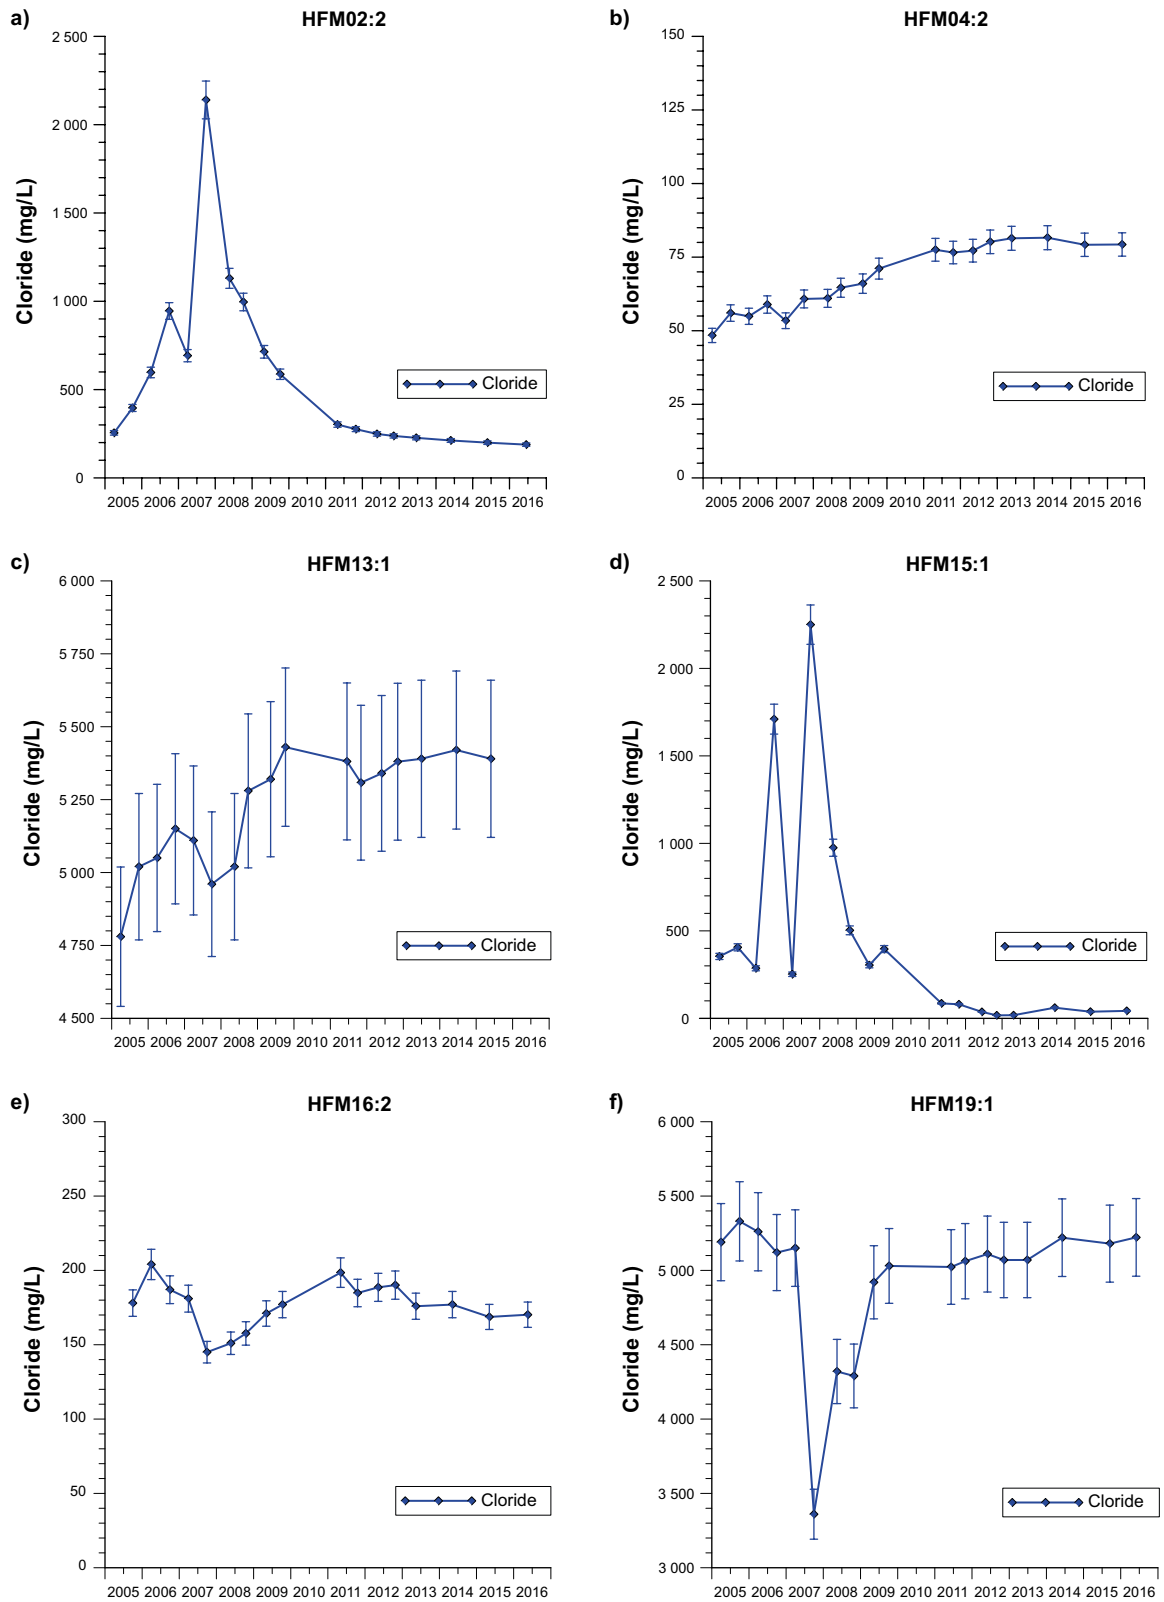 a)
HFM02:2
2 500
2 000
1 500
1 000
500
0
Cloride (mg/L)
Cloride
2005 2006 2007 2008 2009 2010 2011 2012 2013 2014 2015 2016
b)
HFM04:2
150
125
100
75
50
25
0
Cloride (mg/L)
Cloride
2005 2006 2007 2008 2009 2010 2011 2012 2013 2014 2015 2016
c)
HFM13:1
6 000
5 750
5 500
5 250
5 000
4 750
4 500
Cloride (mg/L)
Cloride
2005 2006 2007 2008 2009 2010 2011 2012 2013 2014 2015 2016
d)
HFM15:1
2 500
2 000
1 500
1 000
500
0
Cloride (mg/L)
Cloride
2005 2006 2007 2008 2009 2010 2011 2012 2013 2014 2015 2016
e)
HFM16:2
300
250
200
150
100
50
0
Cloride (mg/L)
Cloride
2005 2006 2007 2008 2009 2010 2011 2012 2013 2014 2015 2016
f)
HFM19:1
6 000
5 500
5 000
4 500
4 000
3 500
3 000
Cloride (mg/L)
Cloride
2005 2006 2007 2008 2009 2010 2011 2012 2013 2014 2015 2016